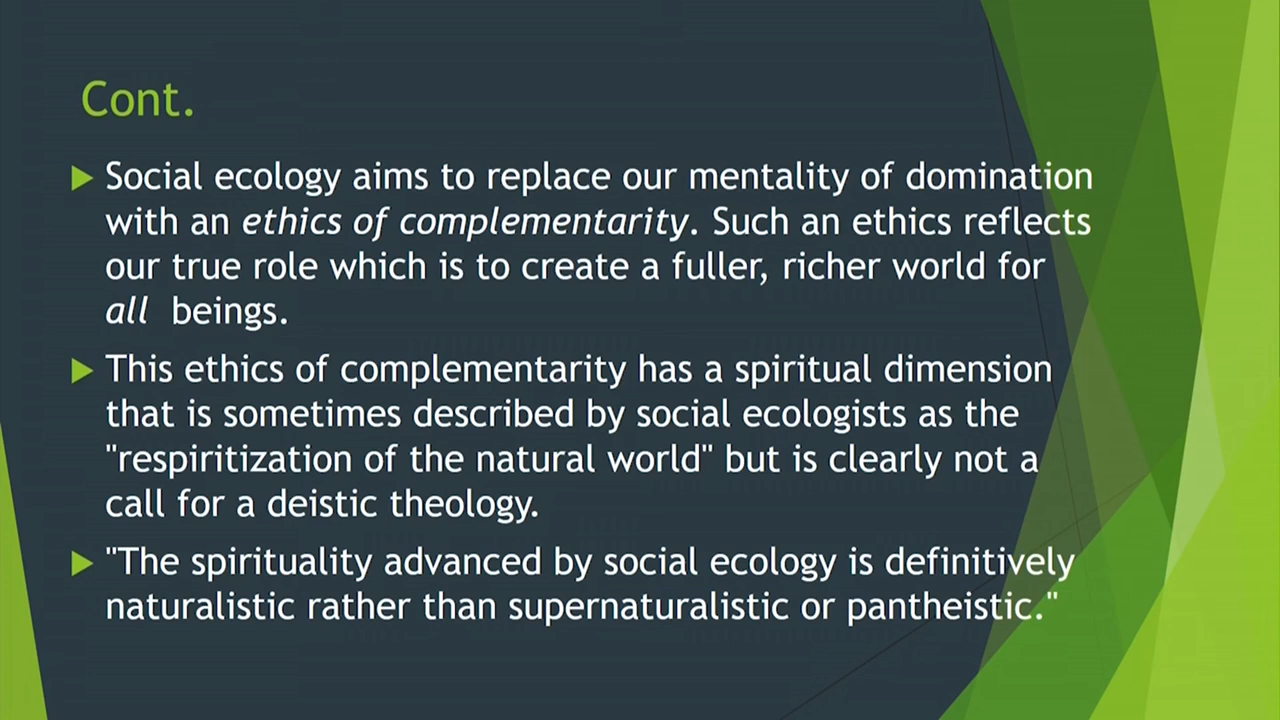 Cont.
Social ecology aims to replace our mentality of domination
with an ethics of complementarity. Such an ethics reflects
our true role which is to create a fuller, richer world for
all beings.
This ethics of complementarity has a spiritual dimension
that is sometimes described by social ecologists as the
"respiritization of the natural world" but is clearly not a
call for a deistic theology.
"The spirituality advanced by social ecology is definitively
naturalistic rather than supernaturalistic or pantheistic."